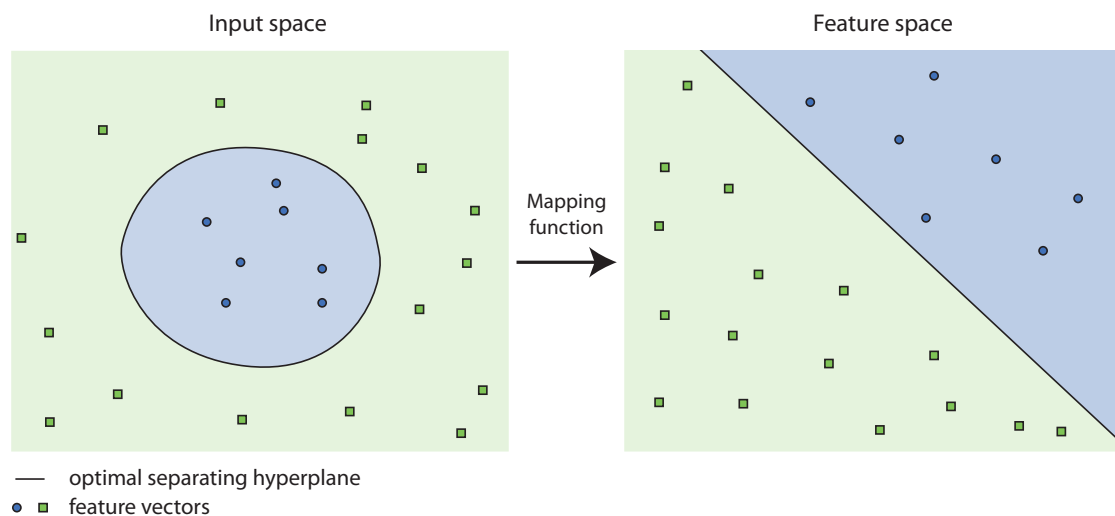 Input space
Feature space
Mapping
function
optimal separating hyperplane
feature vectors